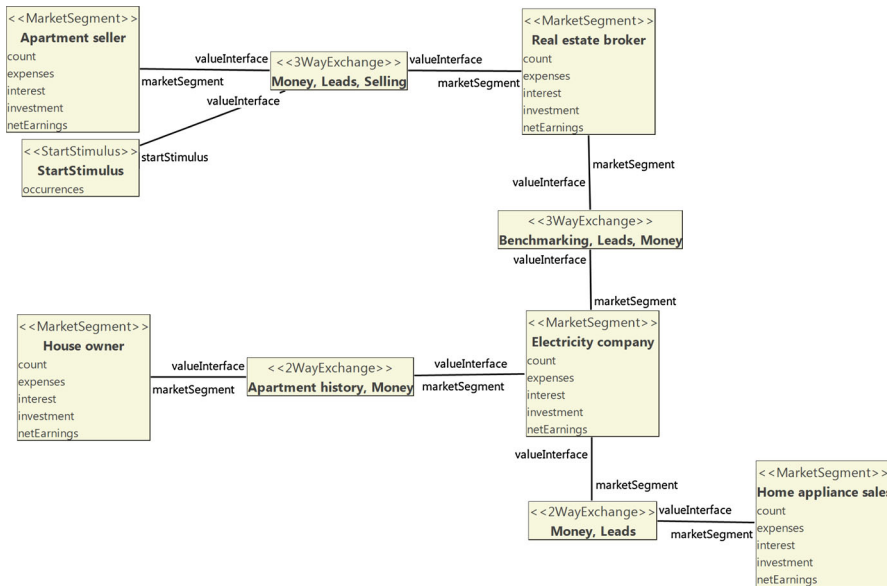 <<MarketSegment>>
Apartment seller
count
expenses
interest
investment
netEarnings
valueInterface
marketSegment
valueInterface
<<3WayExchange>>
Money, Leads, Selling
valueInterface
marketSegment
<<MarketSegment>>
Real estate broker
count
expenses
interest
investment
netEarnings
<<StartStimulus>>
StartStimulus
occurrences
startStimulus
marketSegment
valueInterface
<<3WayExchange>>
Benchmarking, Leads, Money
valueInterface
marketSegment
<<MarketSegment>>
House owner
count
expenses
interest
investment
netEarnings
valueInterface
marketSegment
<<2WayExchange>>
Apartment history, Money
valueInterface
marketSegment
<<MarketSegment>>
Electricity company
count
expenses
interest
investment
netEarnings
valueInterface
marketSegment
<<2WayExchange>>
Money, Leads
valueInterface
marketSegment
<<MarketSegment>>
Home appliance sales
count
expenses
interest
investment
netEarnings